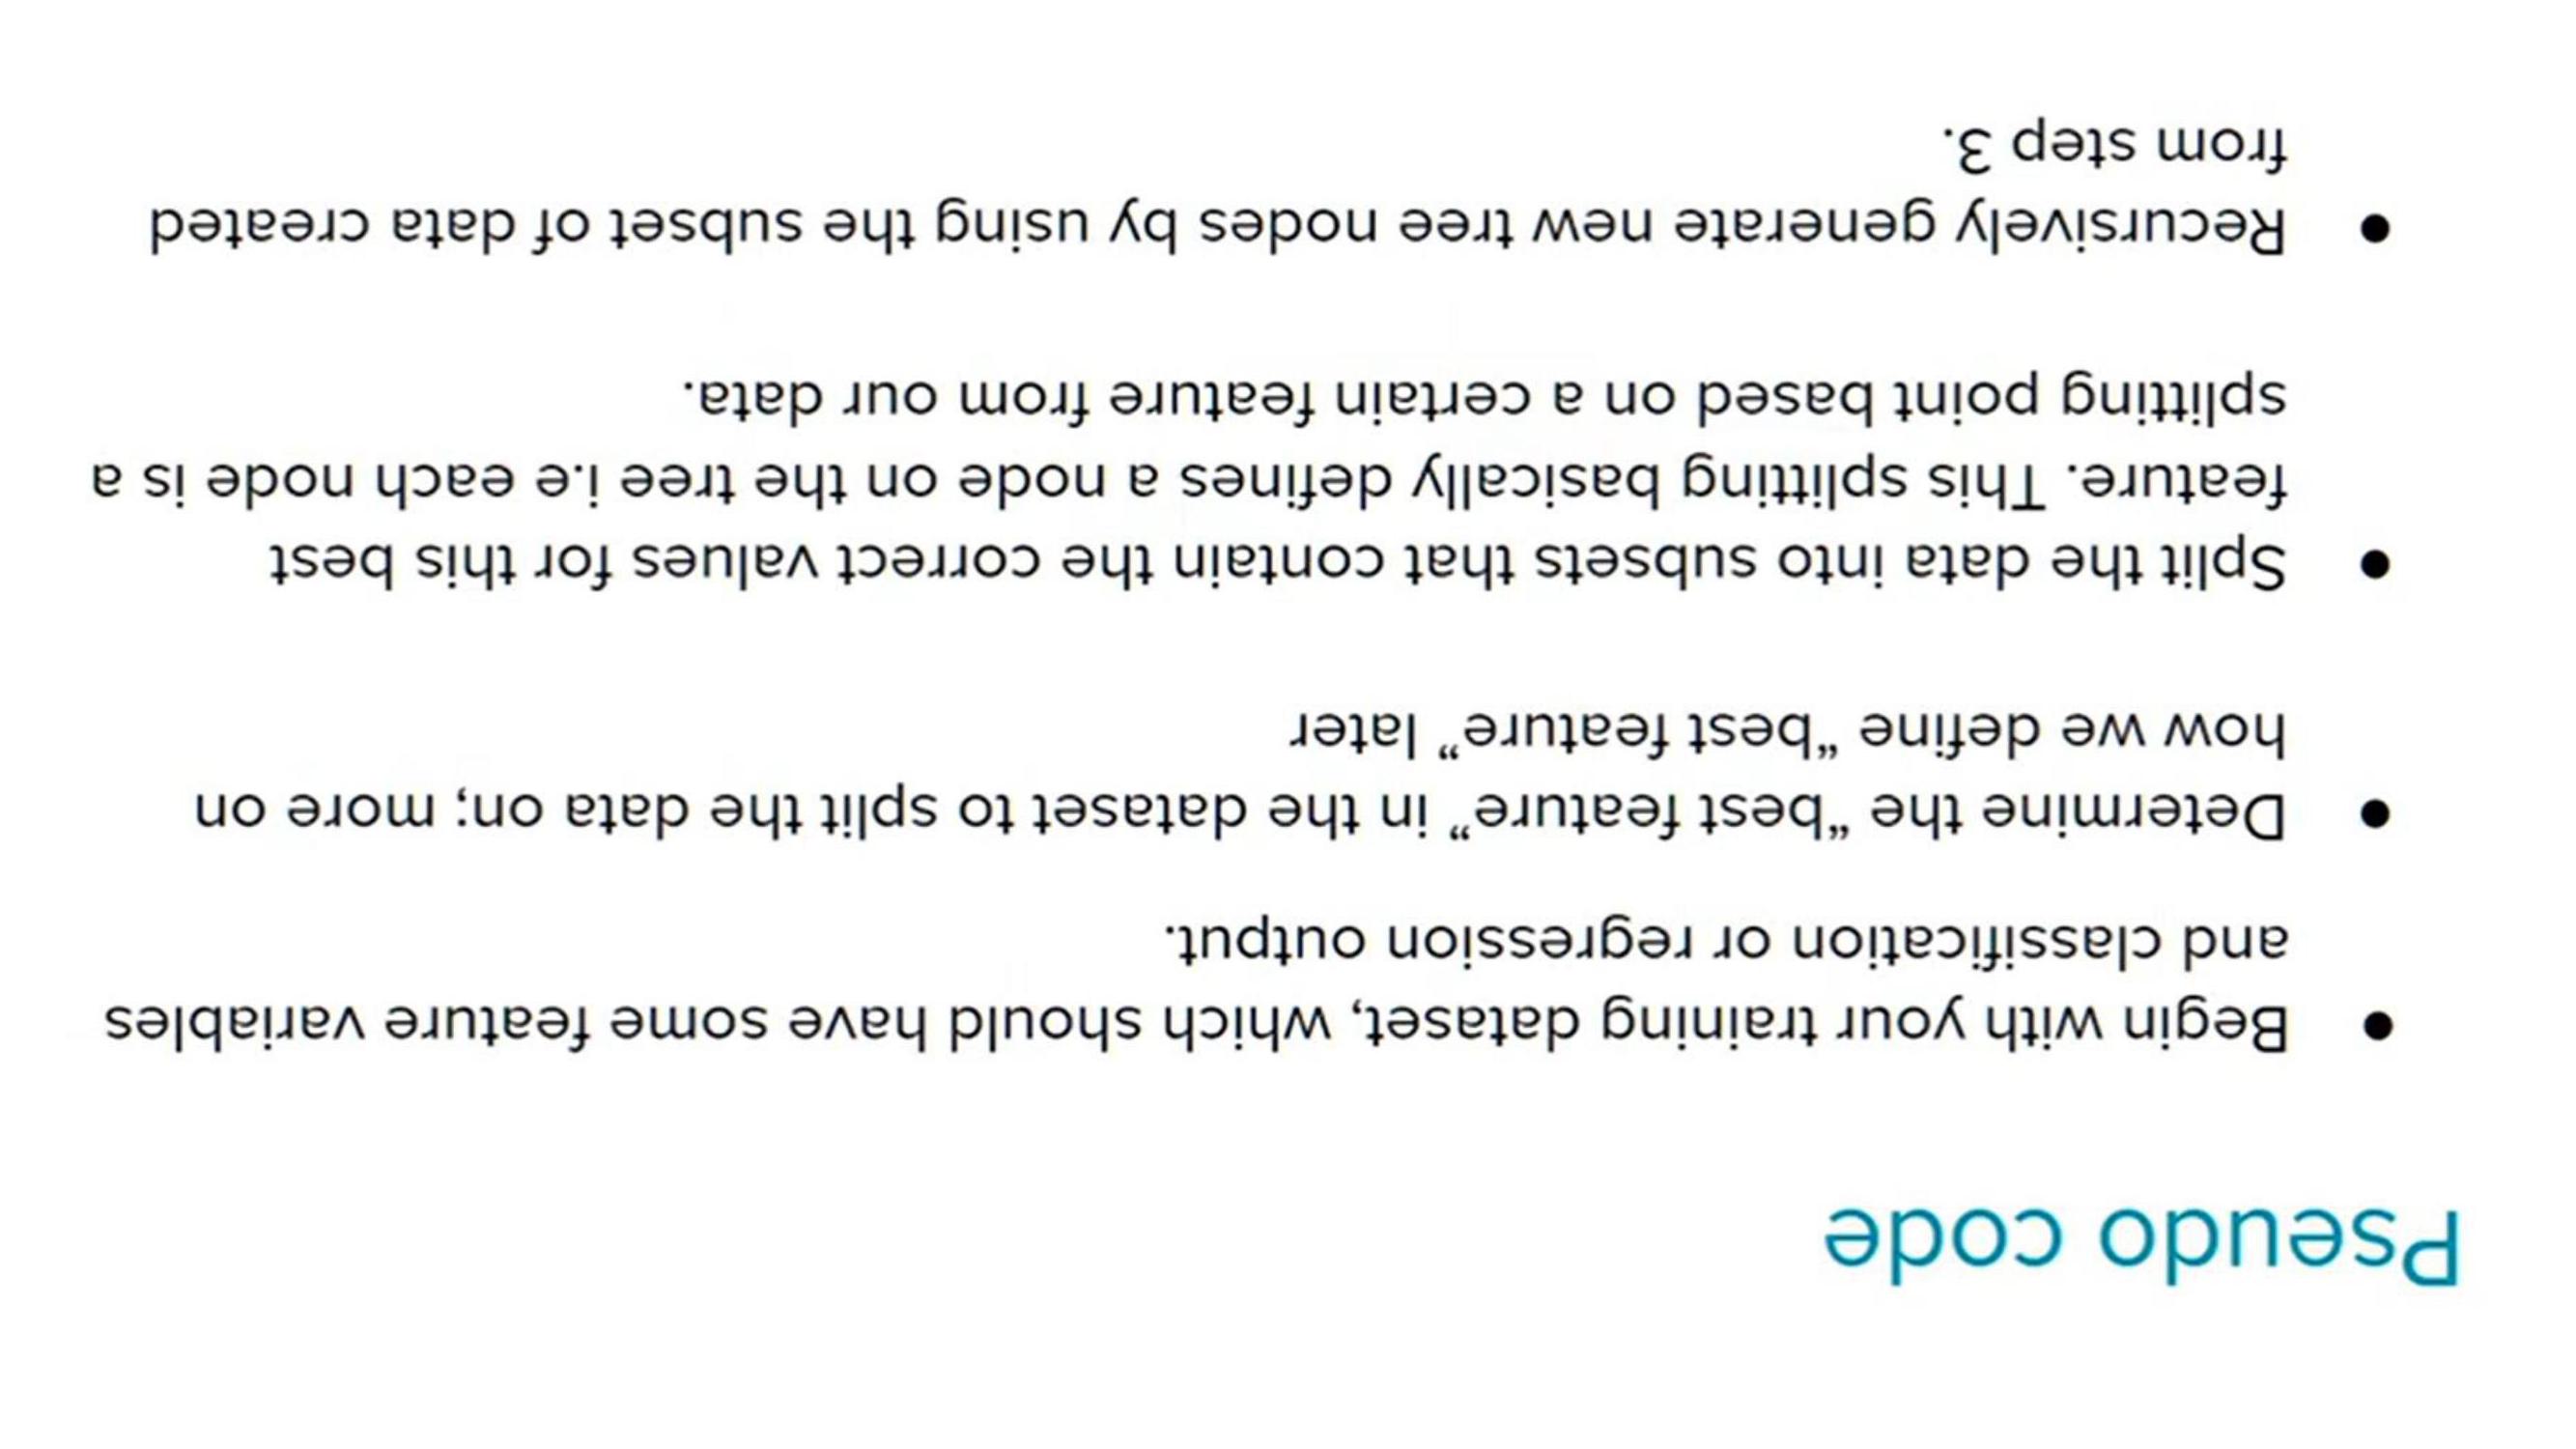 Pseudo code
• Begin with your training dataset, which should have some feature variables
and classification or regression output.
• Determine the “best feature” in the dataset to split the data on; more on
how we define “best feature” later
• Split the data into subsets that contain the correct values for this best
feature. This splitting basically defines a node on the tree i.e each node is a
splitting point based on a certain feature from our data.
• Recursively generate new tree nodes by using the subset of data created
from step 3.